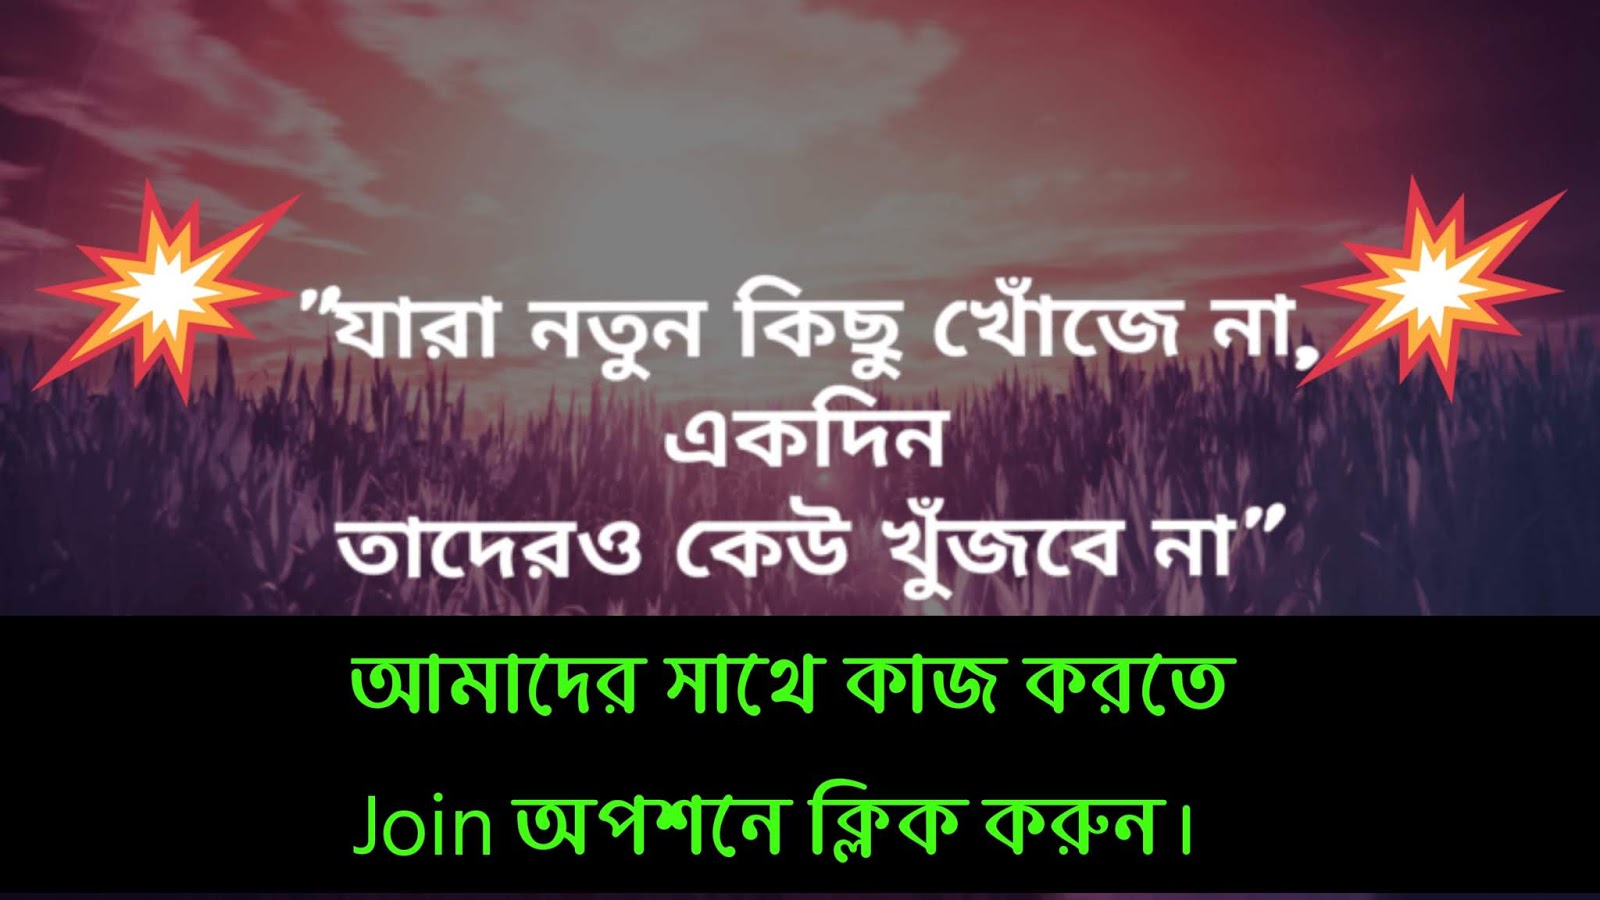 "যারা নতুন কিছু খোঁজে না,
একদিন
তাদেরও কেউ খুঁজবে না"
আমাদের সাথে কাজ করতে
Join অপশনে ক্লিক করুন।